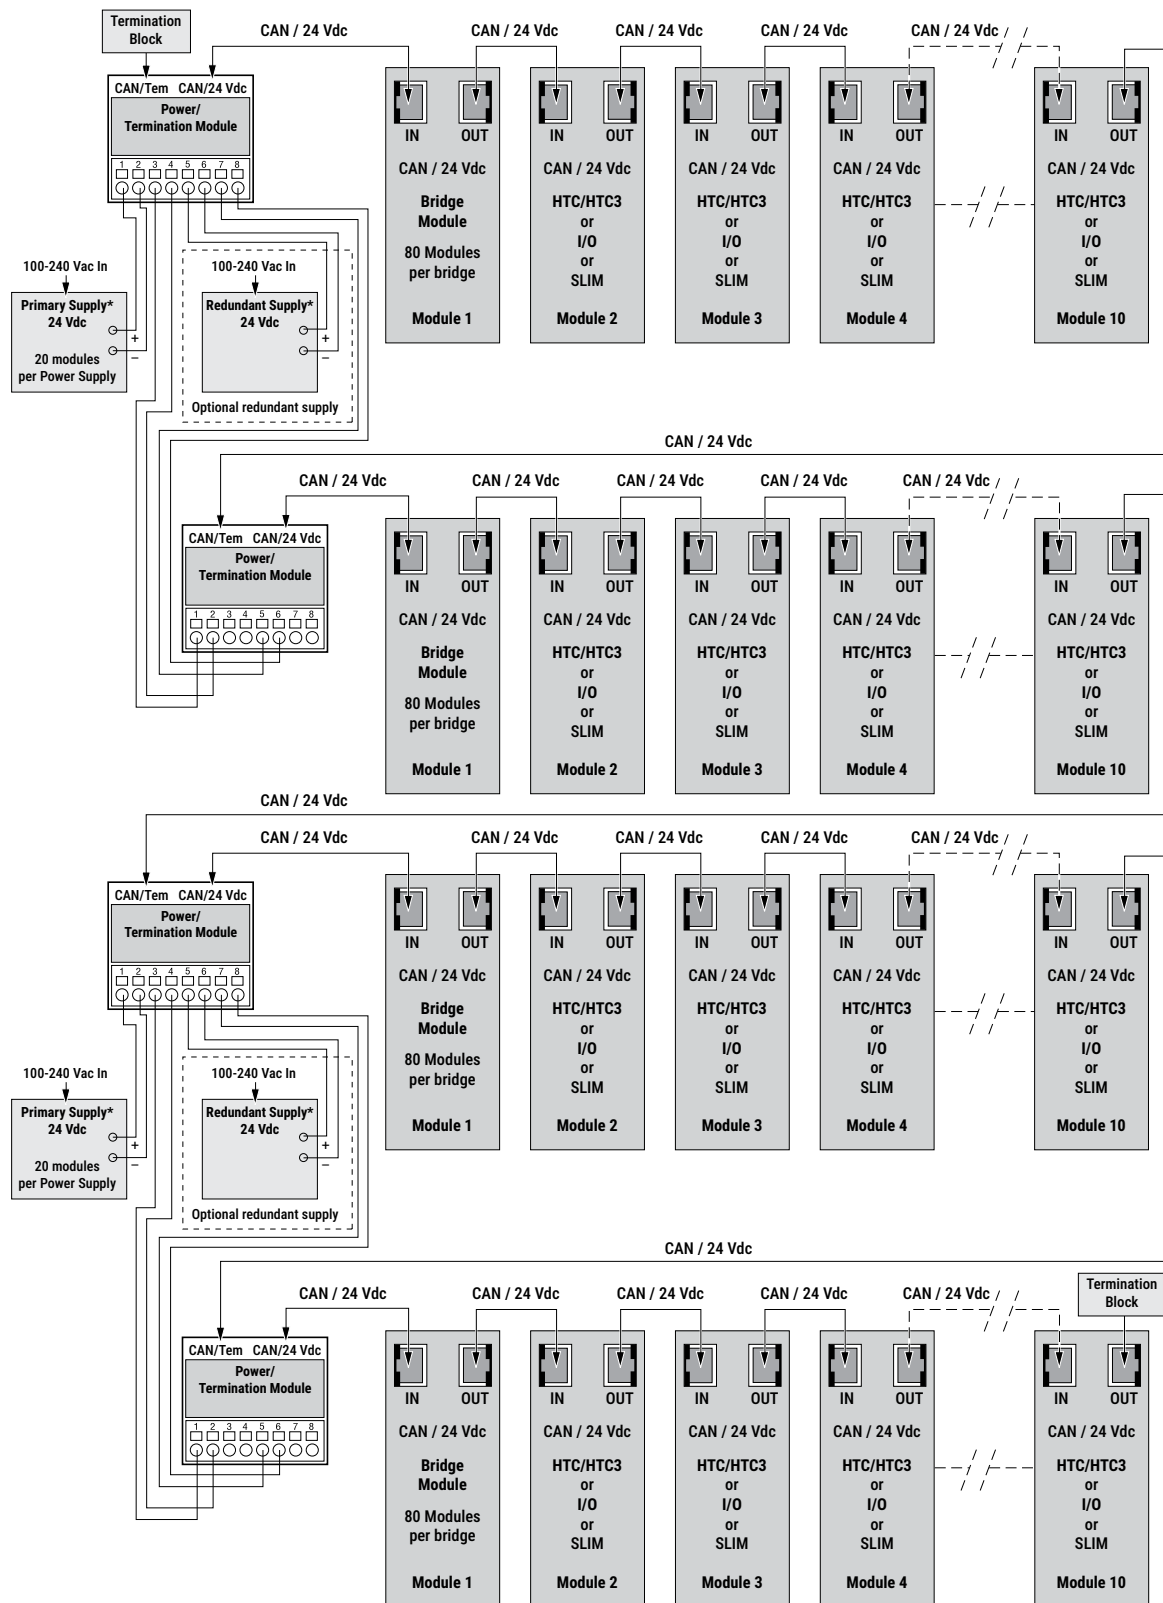 Termination
Block
CAN / 24 Vdc CAN / 24 Vdc CAN / 24 Vdc CAN / 24 Vdc CAN / 24 Vdc
CAN/Tem CAN/24 Vdc
Power/
Termination Module
1 2 3 4 5 6 7 8
IN OUT IN OUT IN OUT IN OUT IN OUT
CAN / 24 Vdc CAN / 24 Vdc CAN / 24 Vdc CAN / 24 Vdc CAN / 24 Vdc
Bridge HTC/HTC3 HTC/HTC3 HTC/HTC3 HTC/HTC3
Module or or or or
I/O I/O I/O I/O
80 Modules or or or or
per bridge SLIM SLIM SLIM SLIM
Module 1 Module 2 Module 3 Module 4 Module 10
100-240 Vac In 100-240 Vac In
Primary Supply* Redundant Supply*
24 Vdc 24 Vdc
+ +
– –
20 modules
per Power Supply
Optional redundant supply
CAN / 24 Vdc
CAN / 24 Vdc CAN / 24 Vdc CAN / 24 Vdc CAN / 24 Vdc CAN / 24 Vdc
CAN/Tem CAN/24 Vdc
Power/
Termination Module
1 2 3 4 5 6 7 8
IN OUT IN OUT IN OUT IN OUT IN OUT
CAN / 24 Vdc CAN / 24 Vdc CAN / 24 Vdc CAN / 24 Vdc CAN / 24 Vdc
Bridge HTC/HTC3 HTC/HTC3 HTC/HTC3 HTC/HTC3
Module or or or or
I/O I/O I/O I/O
80 Modules or or or or
per bridge SLIM SLIM SLIM SLIM
Module 1 Module 2 Module 3 Module 4 Module 10
CAN / 24 Vdc
CAN / 24 Vdc CAN / 24 Vdc CAN / 24 Vdc CAN / 24 Vdc CAN / 24 Vdc
CAN/Tem CAN/24 Vdc
Power/
Termination Module
1 2 3 4 5 6 7 8
IN OUT IN OUT IN OUT IN OUT IN OUT
CAN / 24 Vdc CAN / 24 Vdc CAN / 24 Vdc CAN / 24 Vdc CAN / 24 Vdc
Bridge HTC/HTC3 HTC/HTC3 HTC/HTC3 HTC/HTC3
Module or or or or
I/O I/O I/O I/O
80 Modules or or or or
per bridge SLIM SLIM SLIM SLIM
Module 1 Module 2 Module 3 Module 4 Module 10
100-240 Vac In 100-240 Vac In
Primary Supply* Redundant Supply*
24 Vdc 24 Vdc
+ +
– –
20 modules
per Power Supply
Optional redundant supply
CAN / 24 Vdc
Termination
Block
CAN / 24 Vdc CAN / 24 Vdc CAN / 24 Vdc CAN / 24 Vdc CAN / 24 Vdc
CAN/Tem CAN/24 Vdc
Power/
Termination Module
1 2 3 4 5 6 7 8
IN OUT IN OUT IN OUT IN OUT IN OUT
CAN / 24 Vdc CAN / 24 Vdc CAN / 24 Vdc CAN / 24 Vdc CAN / 24 Vdc
Bridge HTC/HTC3 HTC/HTC3 HTC/HTC3 HTC/HTC3
Module or or or or
I/O I/O I/O I/O
80 Modules or or or or
per bridge SLIM SLIM SLIM SLIM
Module 1 Module 2 Module 3 Module 4 Module 10